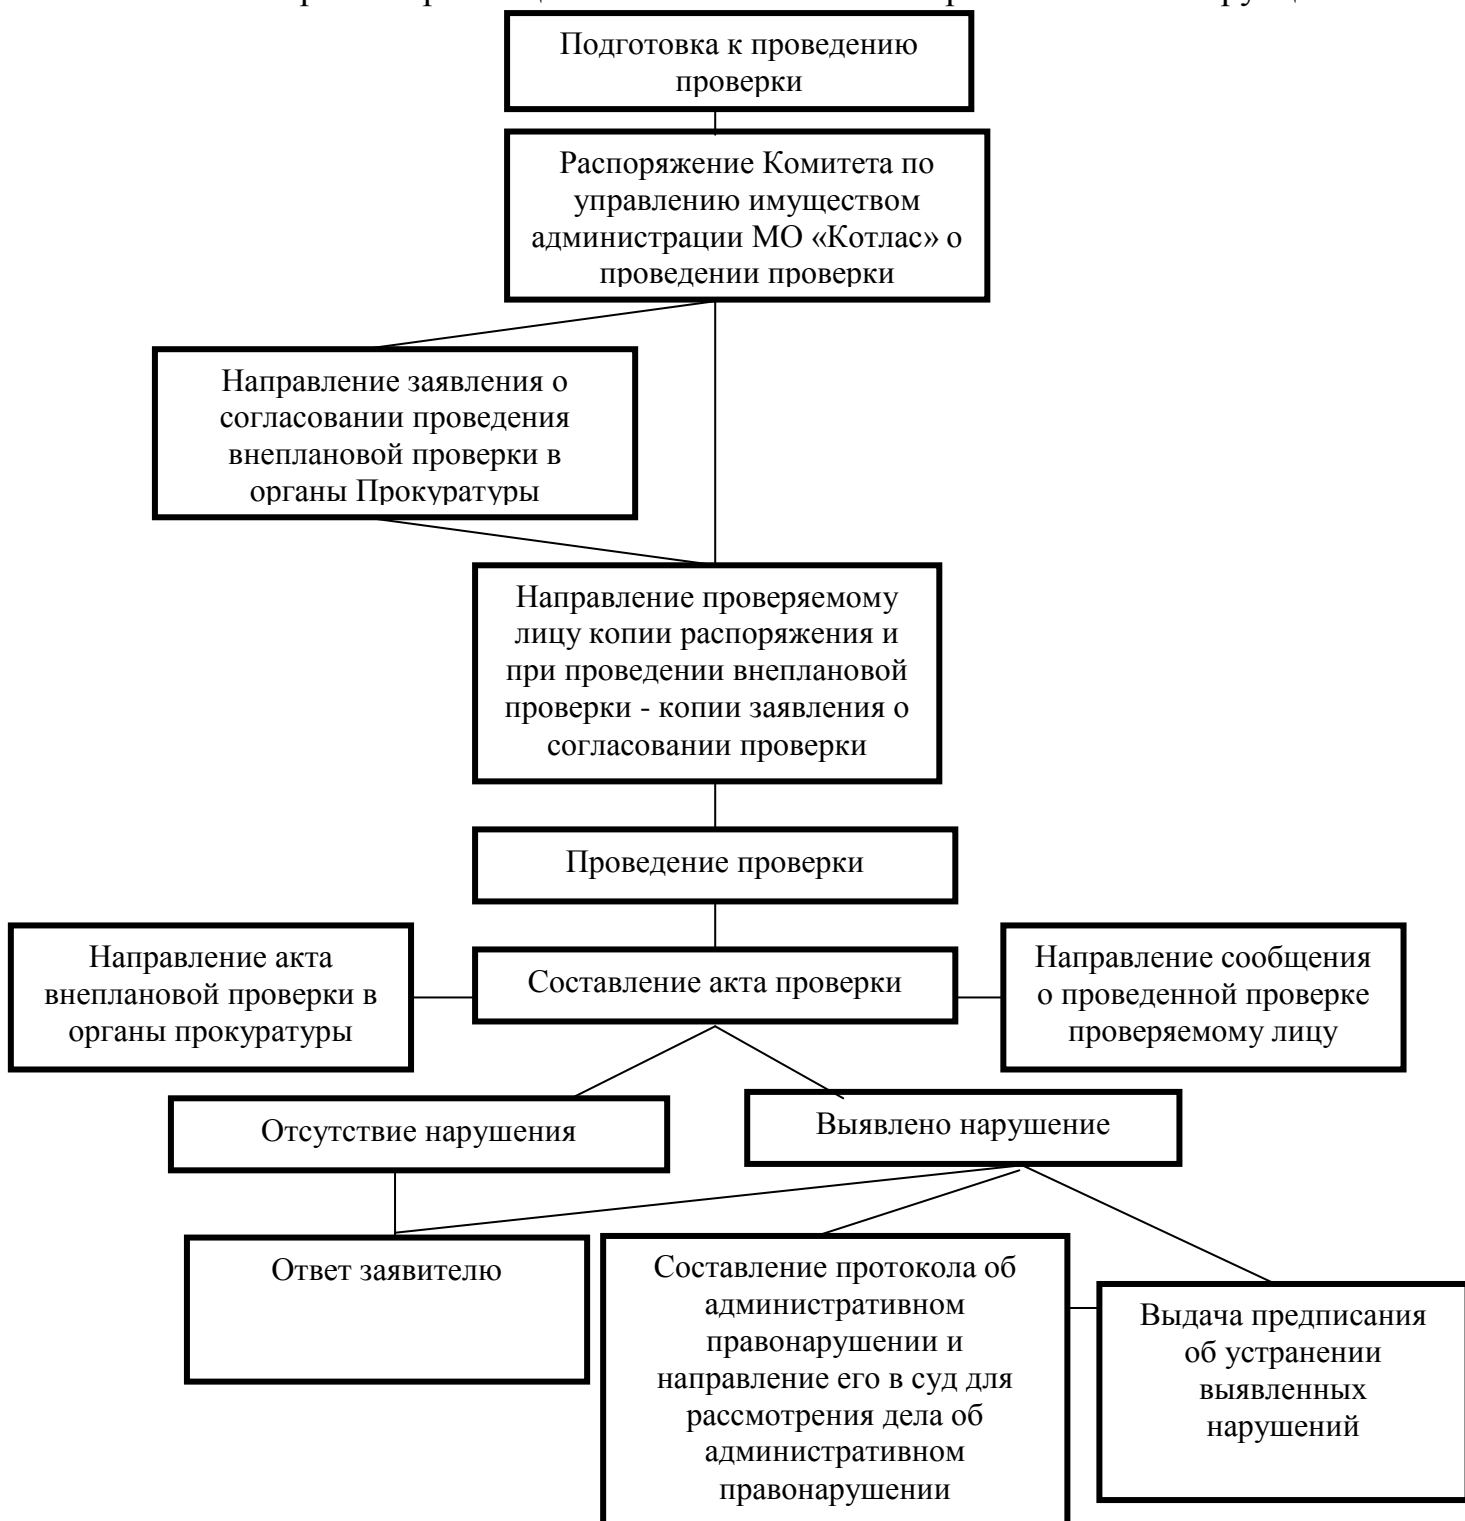 Подготовка к проведению
проверки
Распоряжение Комитета по
управлению имуществом
администрации МО «Котлас» о
проведении проверки
Направление заявления о
согласовании проведения
внеплановой проверки в
органы Прокуратуры
Направление проверяемому
лицу копии распоряжения и
при проведении внеплановой
проверки - копии заявления о
согласовании проверки
Проведение проверки
Направление акта
внеплановой проверки в
органы прокуратуры
Составление акта проверки
Направление сообщения
о проведенной проверке
проверяемому лицу
Отсутствие нарушения
Выявлено нарушение
Ответ заявителю
Составление протокола об
административном
правонарушении и
направление его в суд для
рассмотрения дела об
административном
правонарушении
Выдача предписания
об устранении
выявленных
нарушений